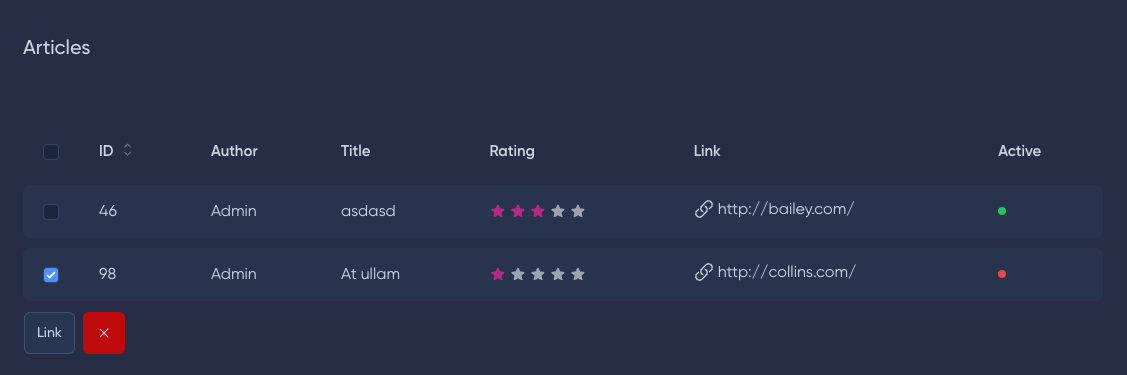 Articles
ID Author Title Rating Link Active
46 Admin asdasd http://bailey.com/
98 Admin At ullam http://collins.com/
Link